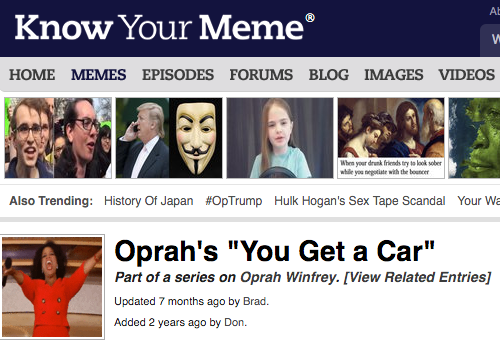 Know Your Meme®
HOME MEMES EPISODES FORUMS BLOG IMAGES VIDEOS
When your drunk friends try to look sober
while you negotiate with the bouncer
Also Trending: History Of Japan #OpTrump Hulk Hogan's Sex Tape Scandal Your Wa
Oprah's "You Get a Car"
Part of a series on Oprah Winfrey. [View Related Entries]
Updated 7 months ago by Brad.
Added 2 years ago by Don.